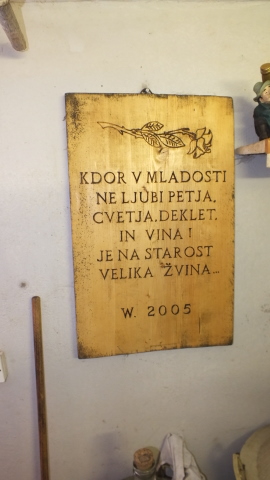 KDOR V MLADOSTI
NE LJUBI PETJA,
CVETJA, DEKLET,
IN VINA I
JE NA STAROST
VELIKA ŽVINA...
W. 2005